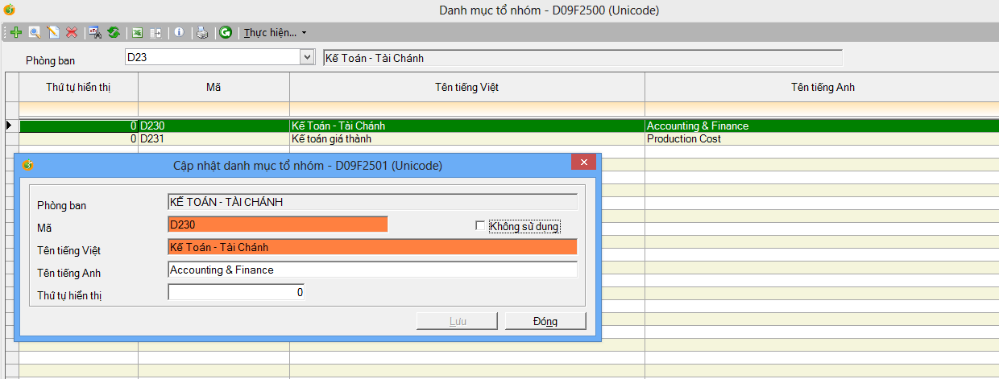 Danh mục tổ nhóm - D09F2500 (Unicode)
Thực hiện...
Phòng ban D23 Kế Toán - Tài Chánh
Thứ tự hiển thị Mã Tên tiếng Việt Tên tiếng Anh
0 D230 Kế Toán - Tài Chánh Accounting & Finance
0 D231 Kế toán giá thành Production Cost
Cập nhật danh mục tổ nhóm - D09F2501 (Unicode)
Phòng ban KẾ TOÁN - TÀI CHÁNH
Mã D230 Không sử dụng
Tên tiếng Việt Kế Toán - Tài Chánh
Tên tiếng Anh Accounting & Finance
Thứ tự hiển thị 0
Lưu Đóng